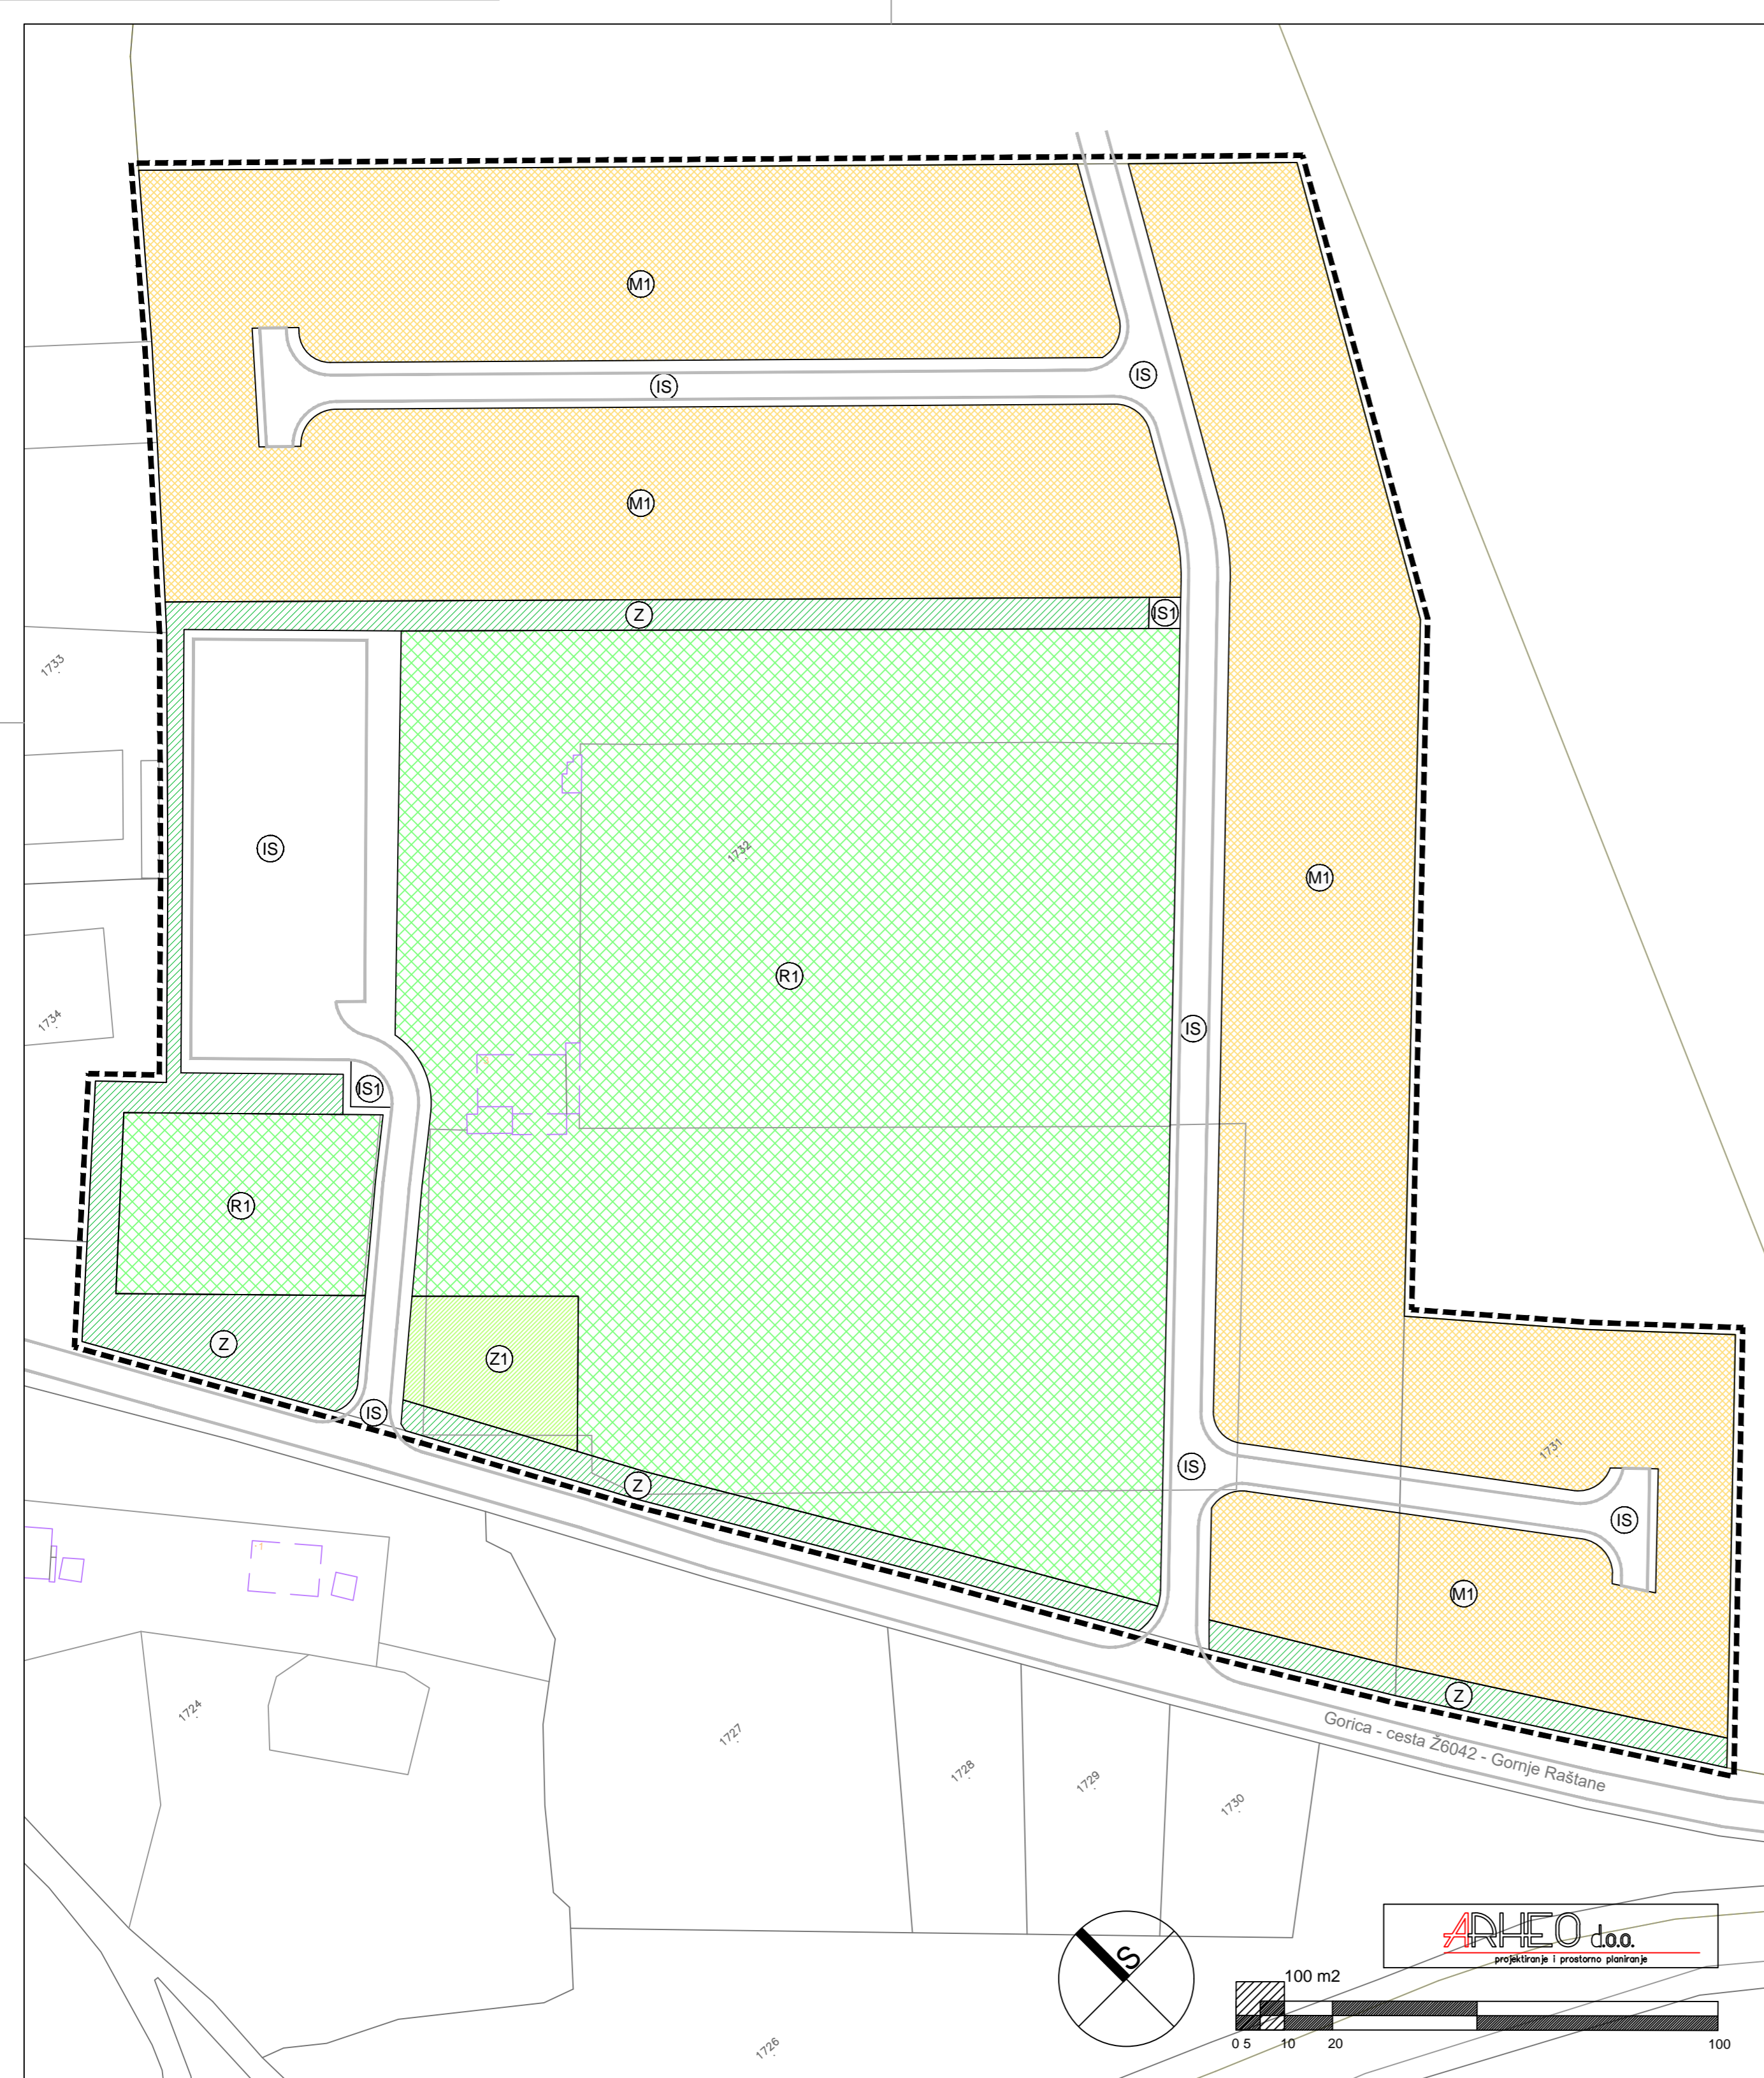 M1
IS
IS
M1
Z
IS1
1733
IS
1732
M1
R1
1734
IS
IS1
R1
Z
Z1
IS
Z
IS
1731
IS
M1
Z
Gorica - cesta Ž6042 - Gornje Raštane
1724
1727
1728
1729
1730
1726
S
ARHEO d.o.o.
projektiranje i prostorno planiranje
100 m2
0 5 10 20 100